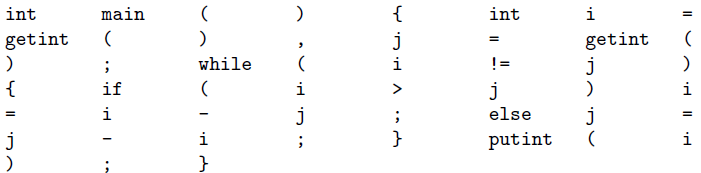 int main ( ) { int i =
getint ( ) , j = getint (
) ; while ( i != j )
{ if ( i > j ) i
= i - j ; else j =
j - i ; } putint ( i
) ; }